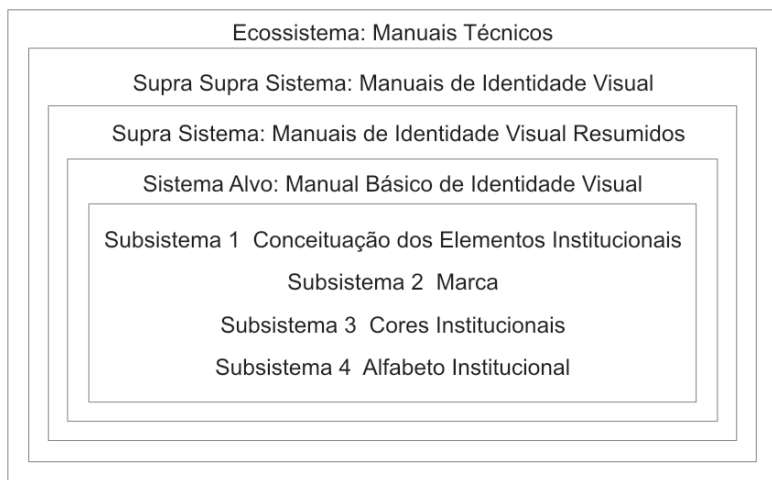 Ecossistema: Manuais Técnicos
Supra Supra Sistema: Manuais de Identidade Visual
Supra Sistema: Manuais de Identidade Visual Resumidos
Sistema Alvo: Manual Básico de Identidade Visual
Subsistema 1 Conceituação dos Elementos Institucionais
Subsistema 2 Marca
Subsistema 3 Cores Institucionais
Subsistema 4 Alfabeto Institucional